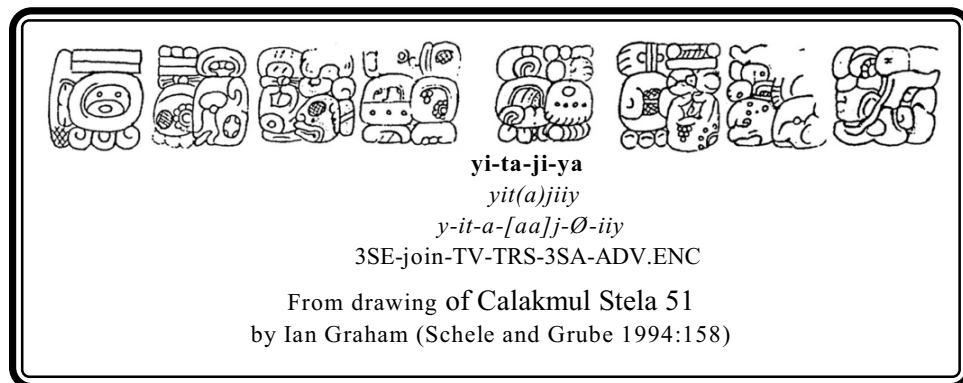 yi-ta-ji-ya
yit(a)jiiy
y-it-a-[aa]j-Ø-iiy
3SE-join-TV-TRS-3SA-ADV.ENC
From drawing of Calakmul Stela 51
by Ian Graham (Schele and Grube 1994:158)